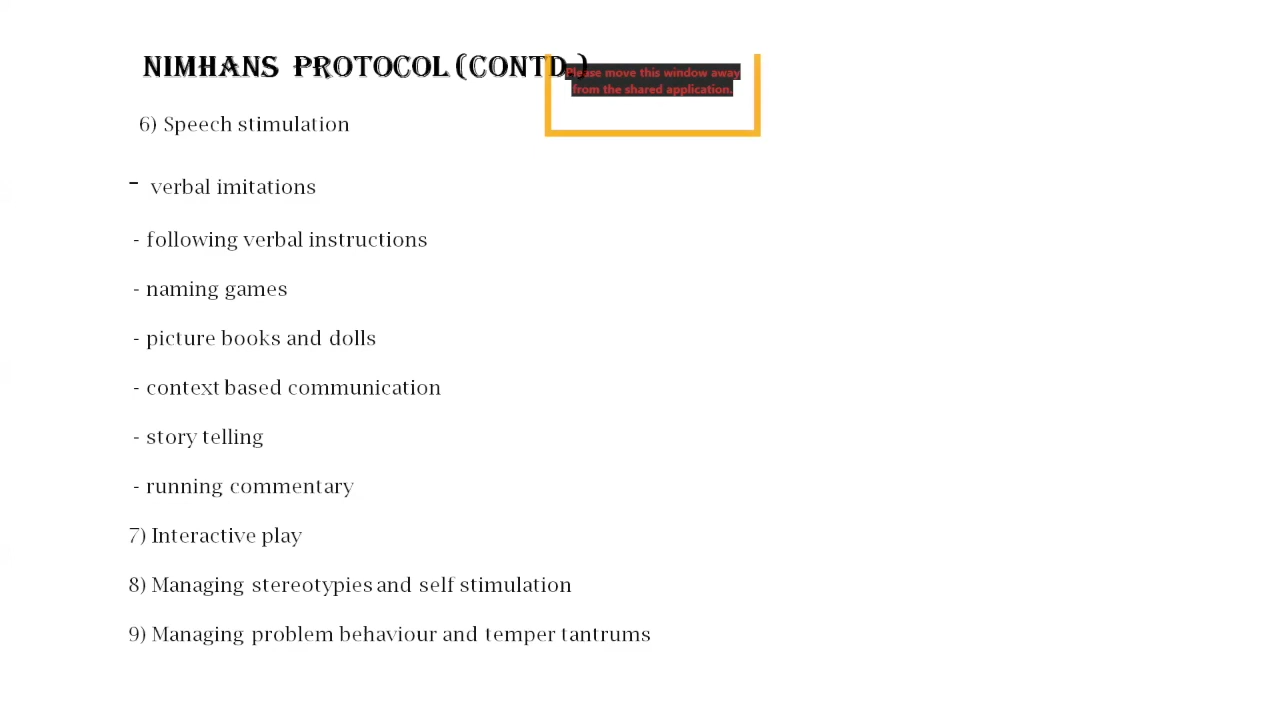 NIMHANS PROTOCOL (CONTD.)
Please move this window away
from the shared application.
6) Speech stimulation
- verbal imitations
- following verbal instructions
- naming games
- picture books and dolls
- context based communication
- story telling
- running commentary
7) Interactive play
8) Managing stereotypies and self stimulation
9) Managing problem behaviour and temper tantrums